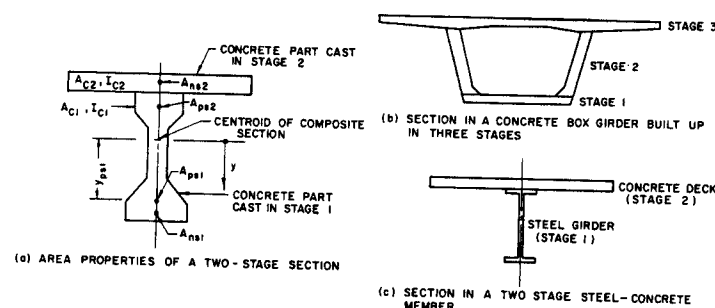 CONCRETE PART CAST
IN STAGE 2
A_C2, I_C2
A_ns2
A_C1, I_C1
A_ps2
CENTROID OF COMPOSITE
SECTION
y_ps1
y
A_ps1
CONCRETE PART
CAST IN STAGE 1
A_ns1
(a) AREA PROPERTIES OF A TWO-STAGE SECTION
STAGE 3
STAGE 2
STAGE 1
(b) SECTION IN A CONCRETE BOX GIRDER BUILT UP
IN THREE STAGES
CONCRETE DECK
(STAGE 2)
STEEL GIRDER
(STAGE 1)
(c) SECTION IN A TWO STAGE STEEL-CONCRETE
MEMBER